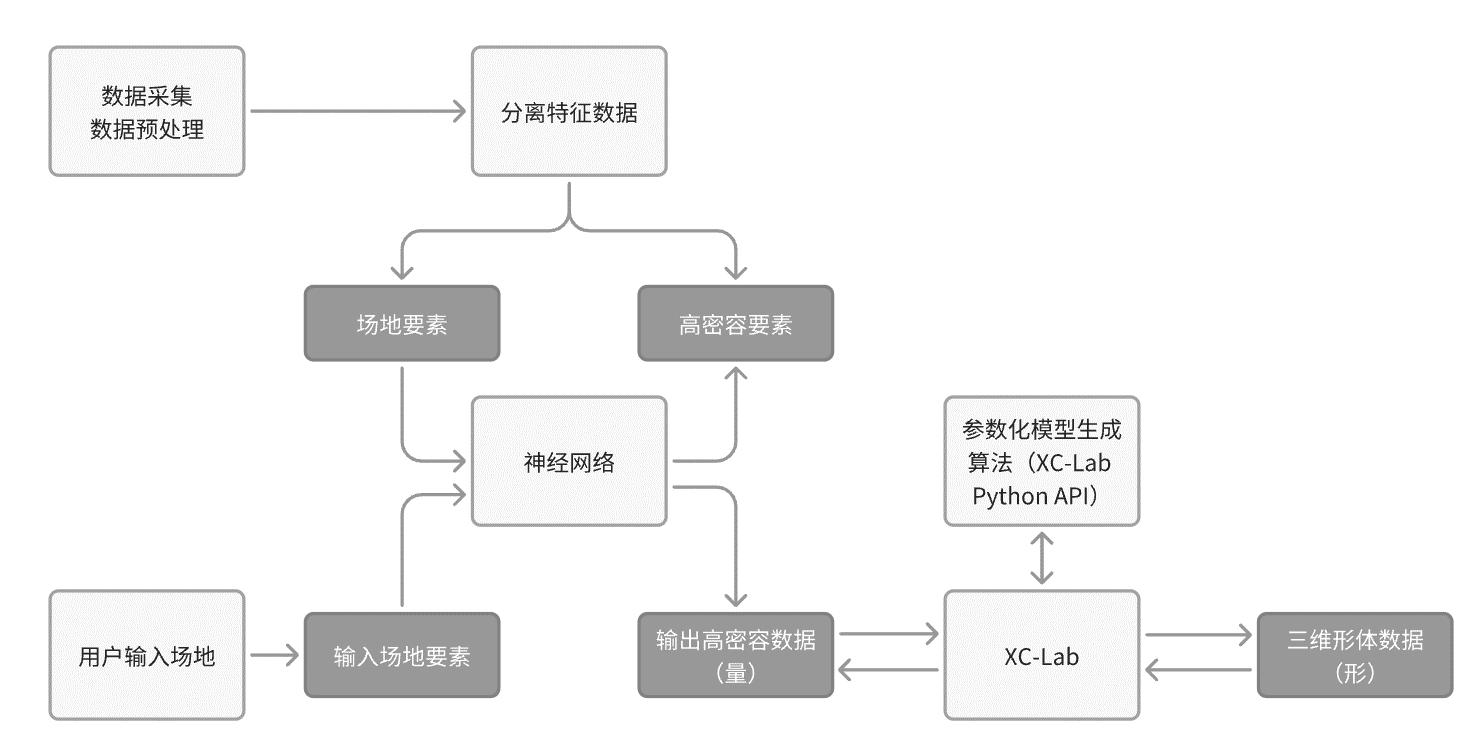 数据采集
数据预处理
分离特征数据
场地要素
高密容要素
神经网络
参数化模型生成
算法（XC-Lab
Python API）
用户输入场地
输入场地要素
输出高密容数据
（量）
XC-Lab
三维形体数据
（形）